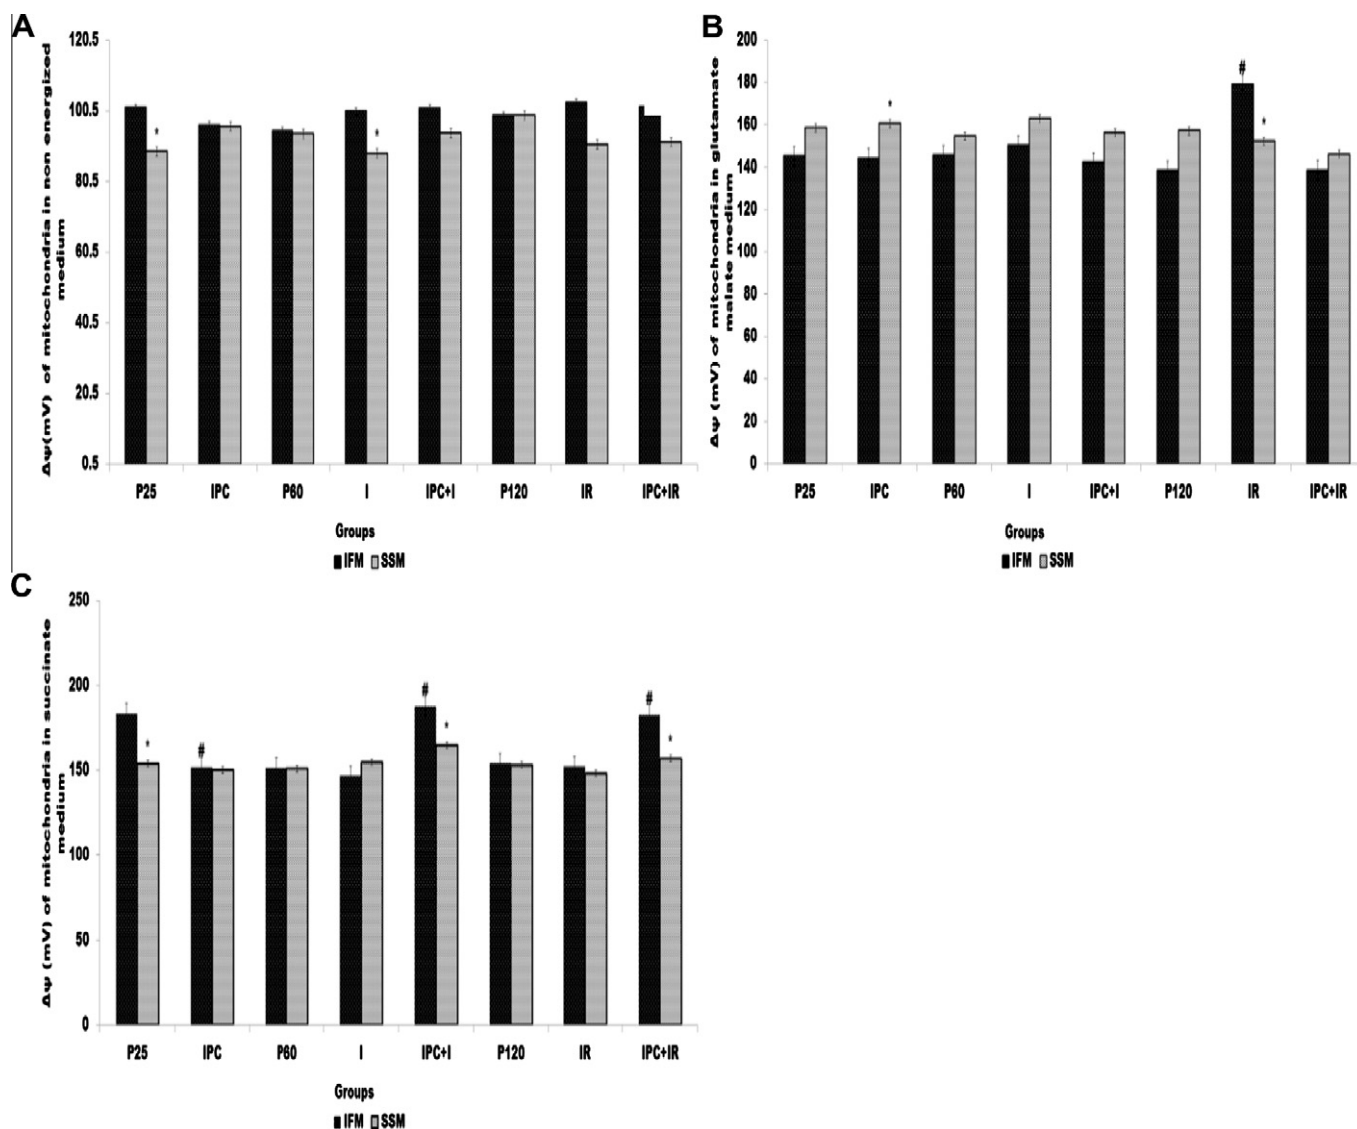 A
Δψ(mV) of mitochondria in non energized
medium
120.5
100.5
80.5
60.5
40.5
20.5
0.5
*
*
P25 IPC P60 I IPC+I P120 IR IPC+IR
Groups
IFM SSM
B
Δψ (mV) of mitochondria in glutamate
malate medium
200
180
160
140
120
100
80
60
40
20
0
*
#
*
P25 IPC P60 I IPC+I P120 IR IPC+IR
Groups
IFM SSM
C
Δψ (mV) of mitochondria in succinate
medium
250
200
150
100
50
0
*
#
#
*
#
*
P25 IPC P60 I IPC+I P120 IR IPC+IR
Groups
IFM SSM